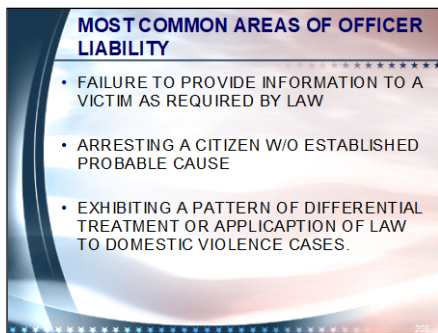 MOST COMMON AREAS OF OFFICER
LIABILITY
• FAILURE TO PROVIDE INFORMATION TO A
VICTIM AS REQUIRED BY LAW
• ARRESTING A CITIZEN W/O ESTABLISHED
PROBABLE CAUSE
• EXHIBITING A PATTERN OF DIFFERENTIAL
TREATMENT OR APPLICAPTION OF LAW
TO DOMESTIC VIOLENCE CASES.
206